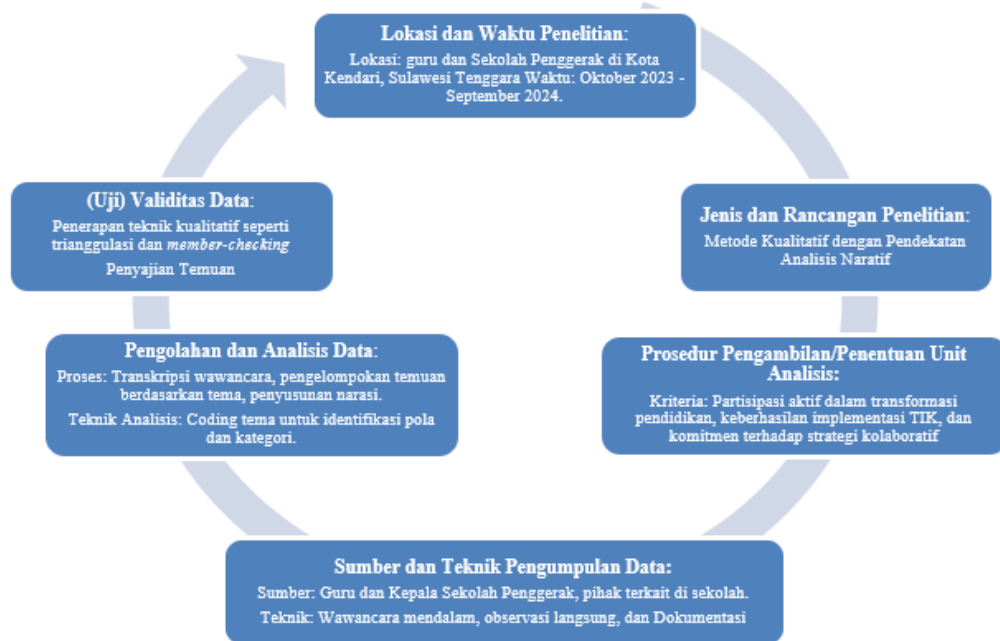 Lokasi dan Waktu Penelitian:
Lokasi: guru dan Sekolah Penggerak di Kota
Kendari, Sulawesi Tenggara Waktu: Oktober 2023 -
September 2024.
Jenis dan Rancangan Penelitian:
Metode Kualitatif dengan Pendekatan
Analisis Naratif
Prosedur Pengambilan/Penentuan Unit
Analisis:
Kriteria: Partisipasi aktif dalam transformasi
pendidikan, keberhasilan implementasi TIK, dan
komitmen terhadap strategi kolaboratif
Sumber dan Teknik Pengumpulan Data:
Sumber: Guru dan Kepala Sekolah Penggerak, pihak terkait di sekolah.
Teknik: Wawancara mendalam, observasi langsung, dan Dokumentasi
Pengolahan dan Analisis Data:
Proses: Transkripsi wawancara, pengelompokan temuan
berdasarkan tema, penyusunan narasi.
Teknik Analisis: Coding tema untuk identifikasi pola
dan kategori.
(Uji) Validitas Data:
Penerapan teknik kualitatif seperti
trianggulasi dan member-checking
Penyajian Temuan